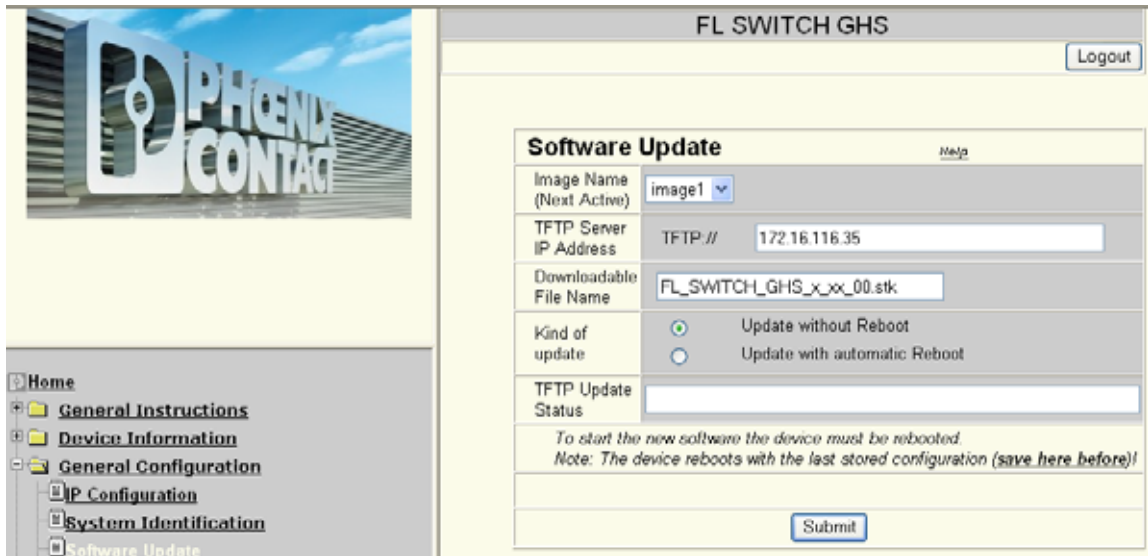 PHŒNIX
CONTACT
Home
General Instructions
Device Information
General Configuration
IP Configuration
System Identification
Software Update
FL SWITCH GHS
Logout
Software Update Help
Image Name
(Next Active) image1
TFTP Server
IP Address TFTP:// 172.16.116.35
Downloadable
File Name FL_SWITCH_GHS_x_xx_00.stk
Kind of
update
Update without Reboot
Update with automatic Reboot
TFTP Update
Status
To start the new software the device must be rebooted.
Note: The device reboots with the last stored configuration (save here before)!
Submit